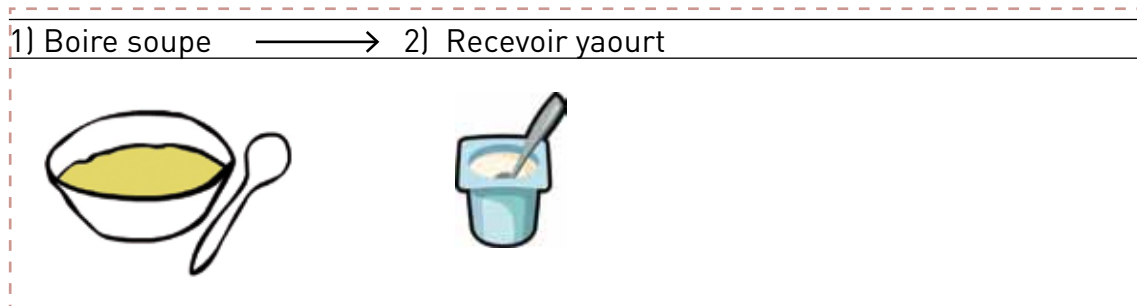 1) Boire soupe ⟶ 2) Recevoir yaourt